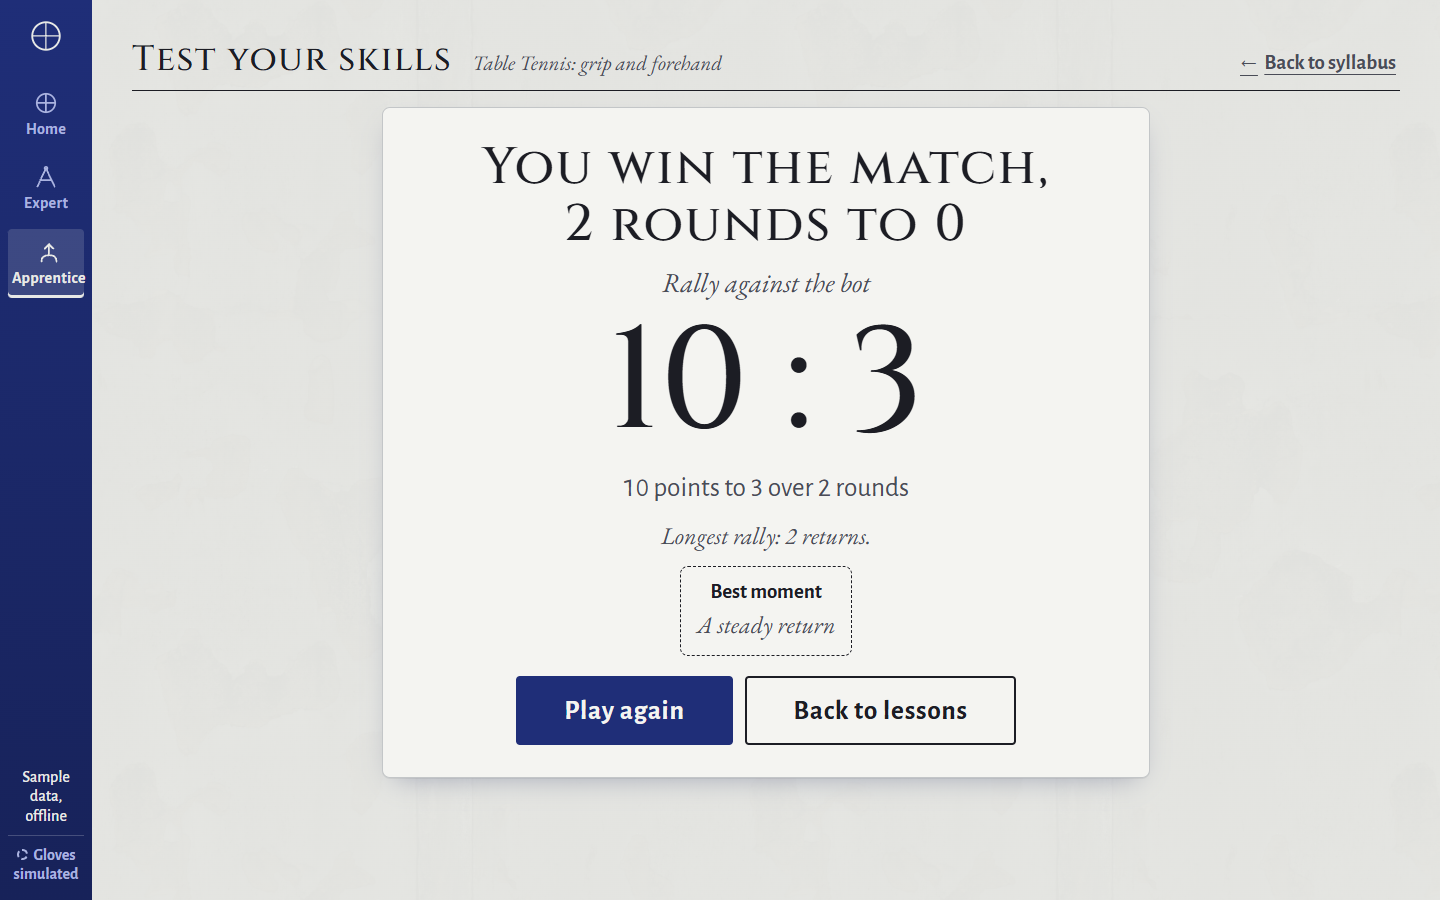 Home
Expert
Apprentice
Sample
data,
offline
Gloves
simulated
Test your skills
Table Tennis: grip and forehand
← Back to syllabus
You win the match,
2 rounds to 0
Rally against the bot
10 : 3
10 points to 3 over 2 rounds
Longest rally: 2 returns.
Best moment
A steady return
Play again
Back to lessons